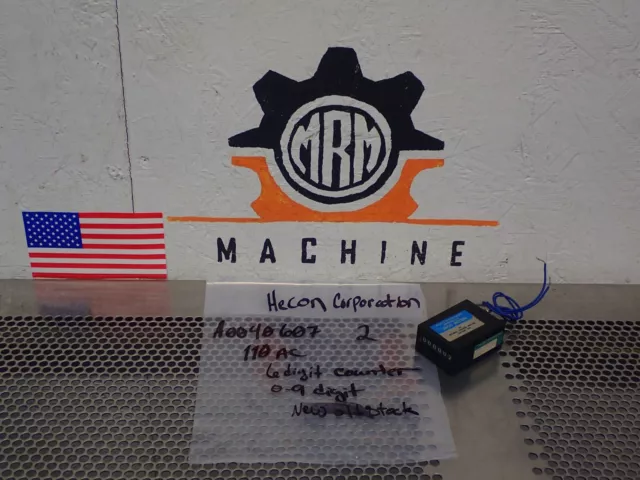 MRM
MACHINE
Hecon Corporation
A0040607 2
110 AC
6 digit counter
0-9 digit
New old Stock